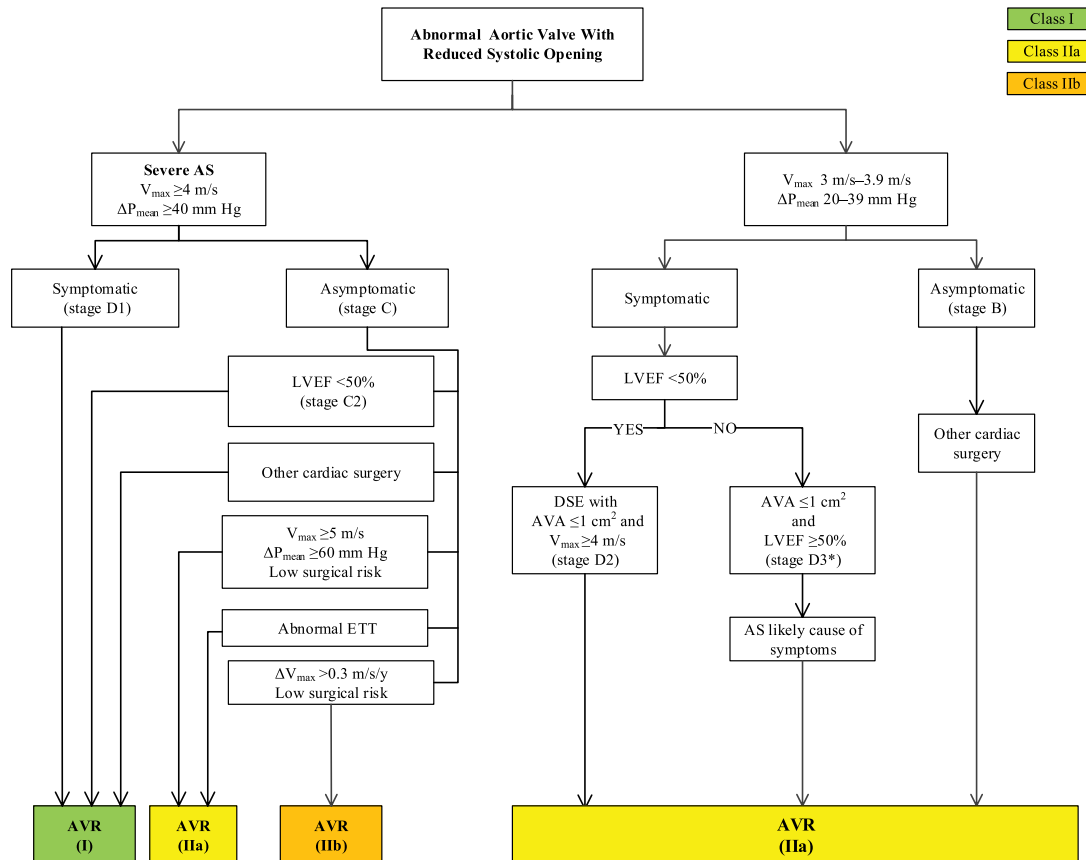 Class I
Class IIa
Class IIb
Abnormal Aortic Valve With
Reduced Systolic Opening
Severe AS
Vmax ≥4 m/s
ΔPmean ≥40 mm Hg
Vmax 3 m/s–3.9 m/s
ΔPmean 20–39 mm Hg
Symptomatic
(stage D1)
Asymptomatic
(stage C)
Symptomatic
Asymptomatic
(stage B)
LVEF <50%
(stage C2)
Other cardiac surgery
Vmax ≥5 m/s
ΔPmean ≥60 mm Hg
Low surgical risk
Abnormal ETT
ΔVmax >0.3 m/s/y
Low surgical risk
LVEF <50%
YES
NO
DSE with
AVA ≤1 cm2 and
Vmax ≥4 m/s
(stage D2)
AVA ≤1 cm2
and
LVEF ≥50%
(stage D3*)
AS likely cause of
symptoms
Other cardiac
surgery
AVR
(I)
AVR
(IIa)
AVR
(IIb)
AVR
(IIa)